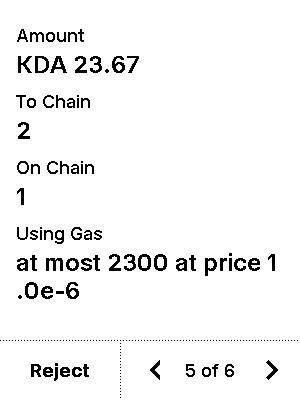 Amount
KDA 23.67
To Chain
2
On Chain
1
Using Gas
at most 2300 at price 1
.0e-6
Reject
5 of 6